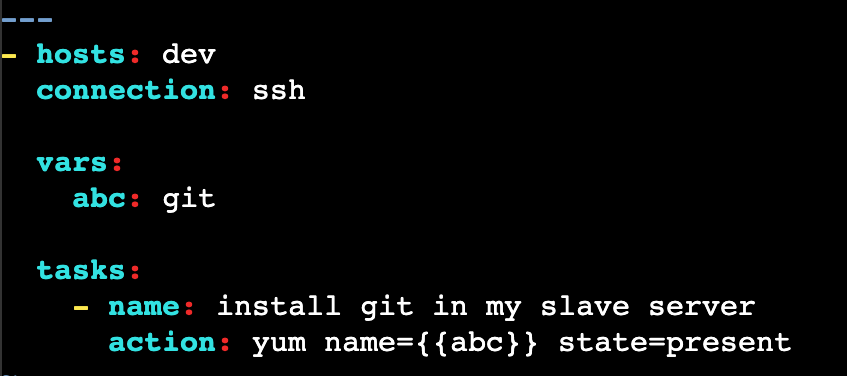 ---
- hosts: dev
  connection: ssh

  vars:
    abc: git

  tasks:
    - name: install git in my slave server
      action: yum name={{abc}} state=present